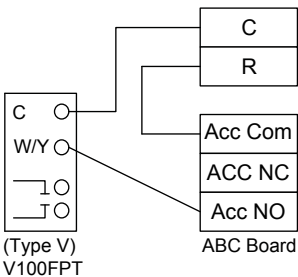 C
R
C
W/Y
Acc Com
ACC NC
Acc NO
(Type V)
V100FPT
ABC Board